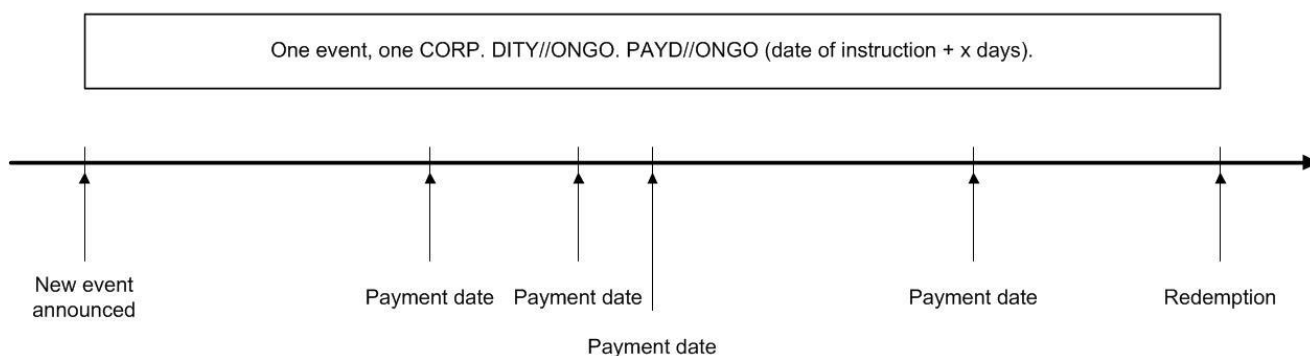 One event, one CORP. DITY//ONGO. PAYD//ONGO (date of instruction + x days).
New event
announced
Payment date
Payment date
Payment date
Payment date
Redemption